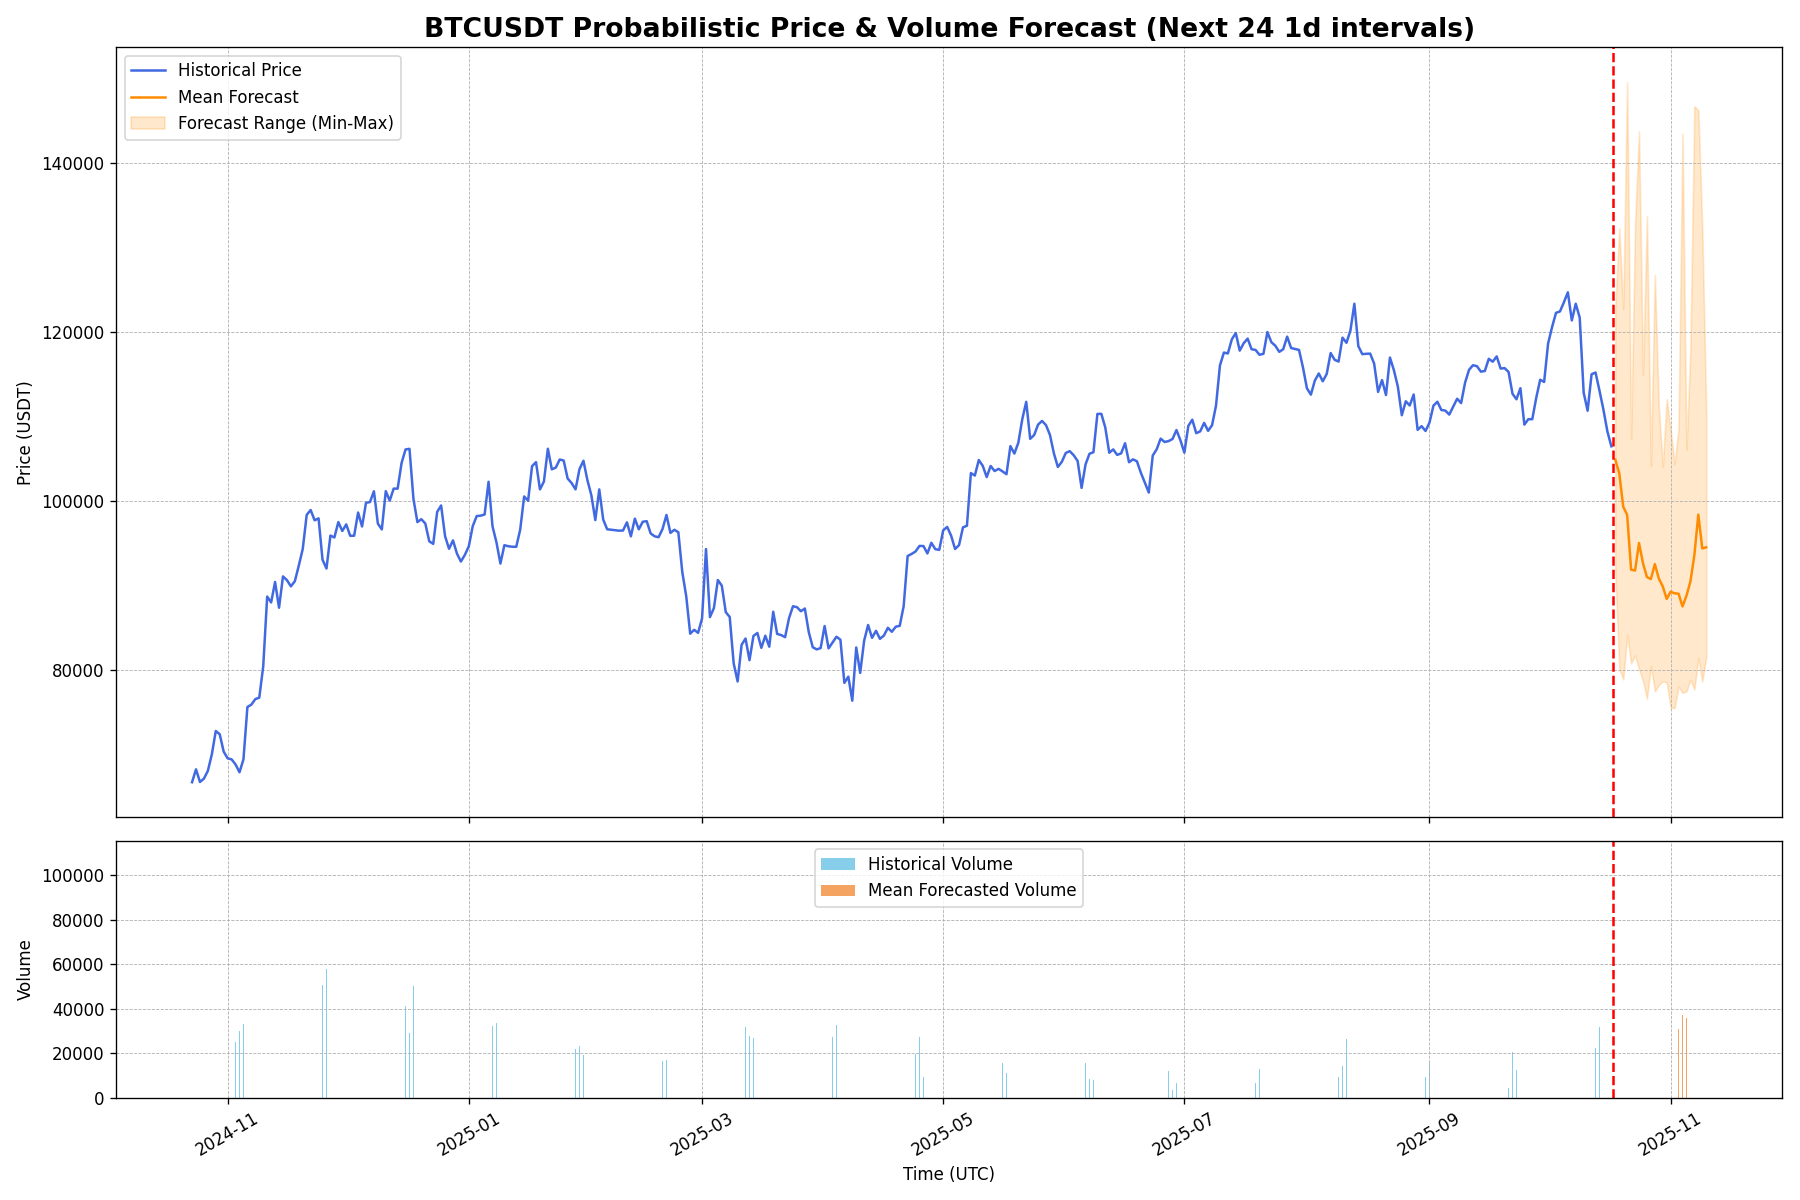 BTCUSDT Probabilistic Price & Volume Forecast (Next 24 1d intervals)
Historical Price
Mean Forecast
Forecast Range (Min-Max)
140000
120000
100000
80000
Price (USDT)
Historical Volume
Mean Forecasted Volume
100000
80000
60000
40000
20000
0
Volume
2024-11
2025-01
2025-03
2025-05
2025-07
2025-09
2025-11
Time (UTC)